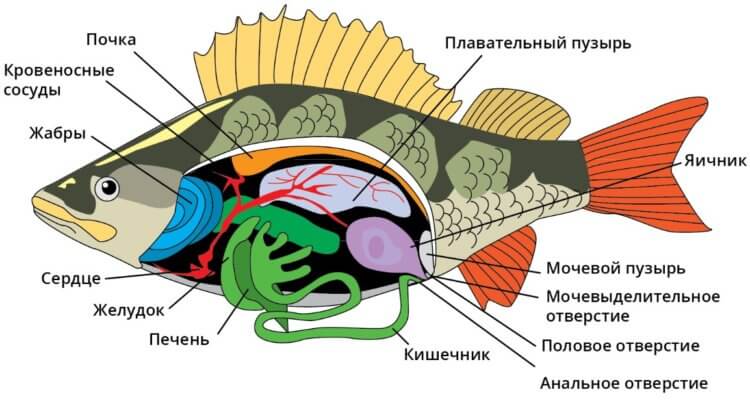 Почка
Кровеносные
сосуды
Жабры
Сердце
Желудок
Печень
Кишечник
Плавательный пузырь
Яичник
Мочевой пузырь
Мочевыделительное
отверстие
Половое отверстие
Анальное отверстие